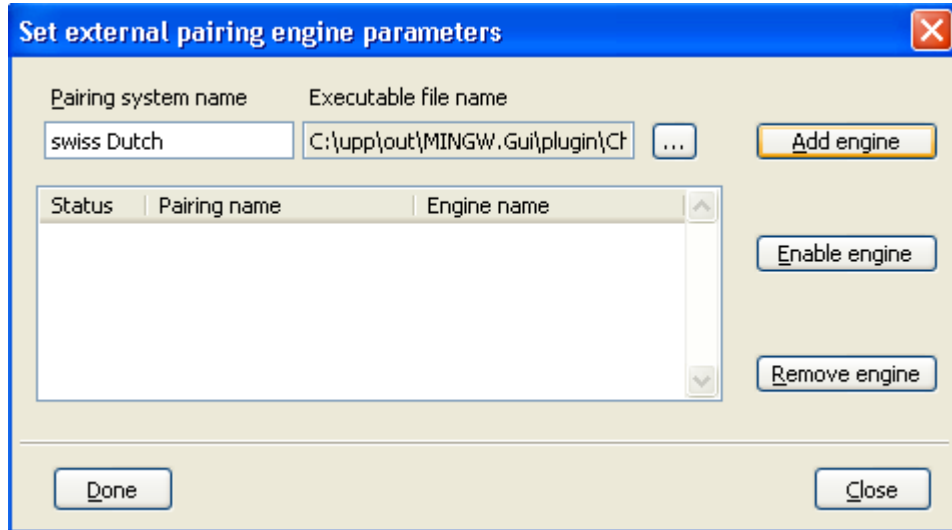 Set external pairing engine parameters
Pairing system name Executable file name
swiss Dutch C:\upp\out\MINGW.Gui\plugin\Ch ... Add engine
Status Pairing name Engine name
Enable engine
Remove engine
Done Close